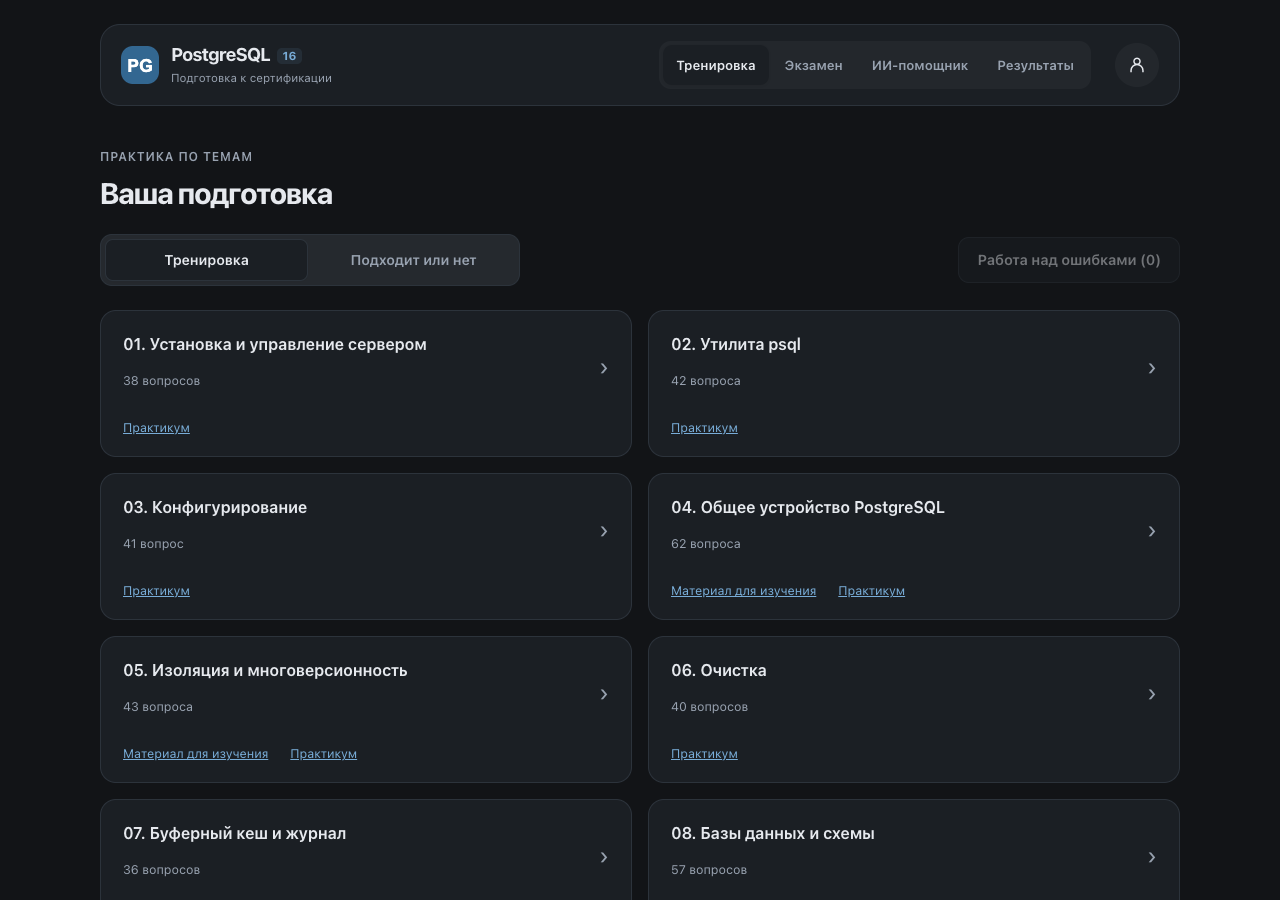 PG
PostgreSQL 16
Подготовка к сертификации
Тренировка
Экзамен
ИИ-помощник
Результаты
ПРАКТИКА ПО ТЕМАМ
Ваша подготовка
Тренировка
Подходит или нет
Работа над ошибками (0)
01. Установка и управление сервером
38 вопросов
Практикум
02. Утилита psql
42 вопроса
Практикум
03. Конфигурирование
41 вопрос
Практикум
04. Общее устройство PostgreSQL
62 вопроса
Материал для изучения Практикум
05. Изоляция и многоверсионность
43 вопроса
Материал для изучения Практикум
06. Очистка
40 вопросов
Практикум
07. Буферный кеш и журнал
36 вопросов
08. Базы данных и схемы
57 вопросов